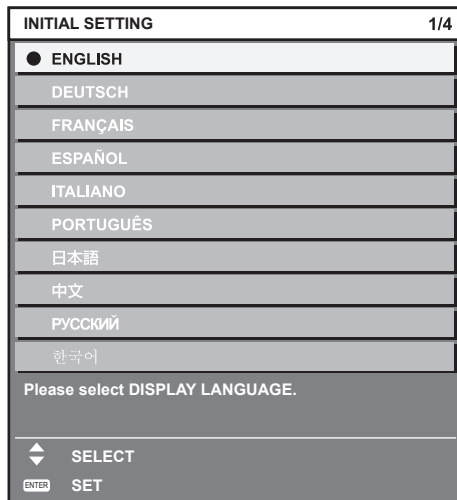 INITIAL SETTING 1/4
ENGLISH
DEUTSCH
FRANÇAIS
ESPAÑOL
ITALIANO
PORTUGUÊS
日本語
中文
РУССКИЙ
한국어
Please select DISPLAY LANGUAGE.
SELECT
ENTER SET